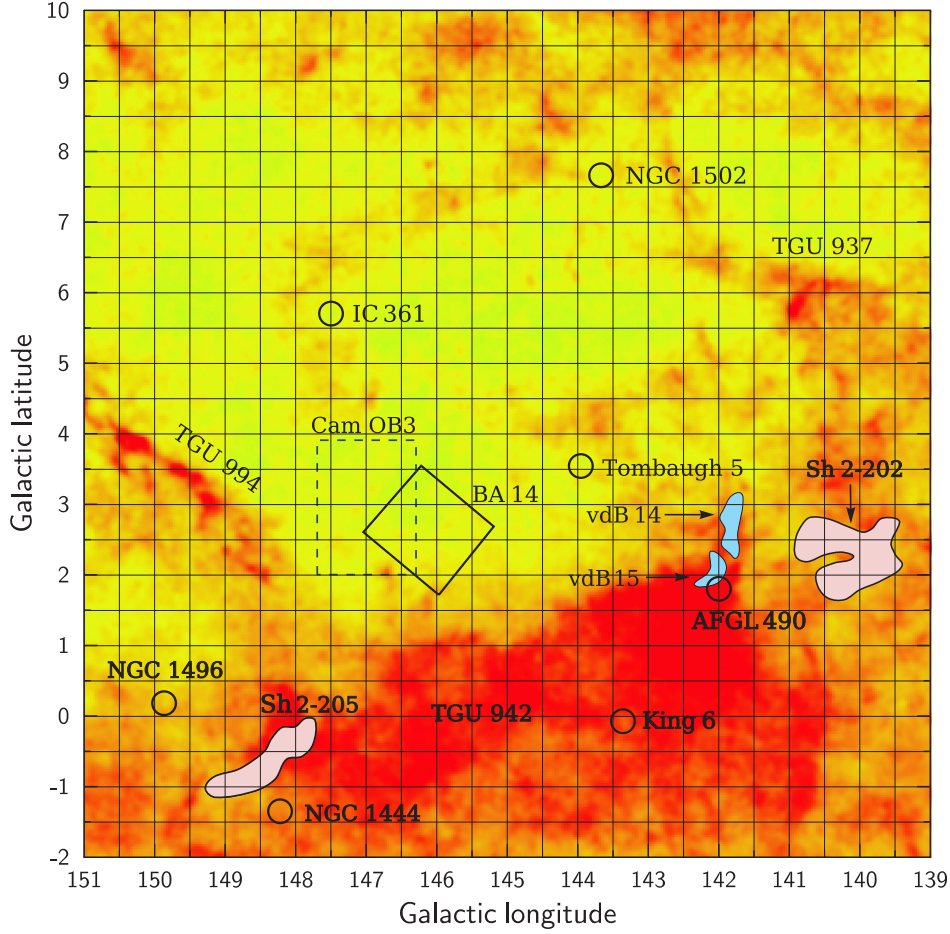 10
9
8
7
6
5
4
3
2
1
0
-1
-2
Galactic latitude
NGC 1502
TGU 937
IC 361
Cam OB3
TGU 994
Tombaugh 5
Sh 2-202
BA 14
vdB 14
vdB 15
AFGL 490
NGC 1496
Sh 2-205
TGU 942
King 6
NGC 1444
151 150 149 148 147 146 145 144 143 142 141 140 139
Galactic longitude